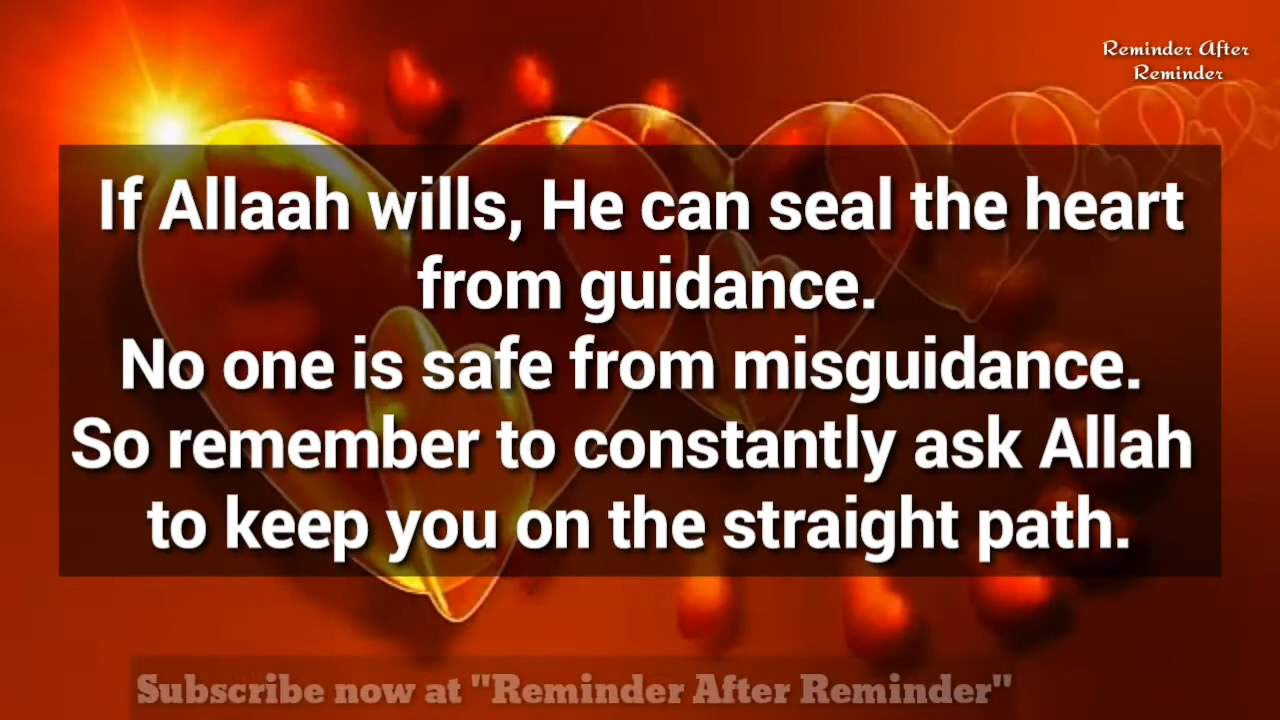 Reminder After
Reminder
If Allaah wills, He can seal the heart
from guidance.
No one is safe from misguidance.
So remember to constantly ask Allah
to keep you on the straight path.
Subscribe now at "Reminder After Reminder"